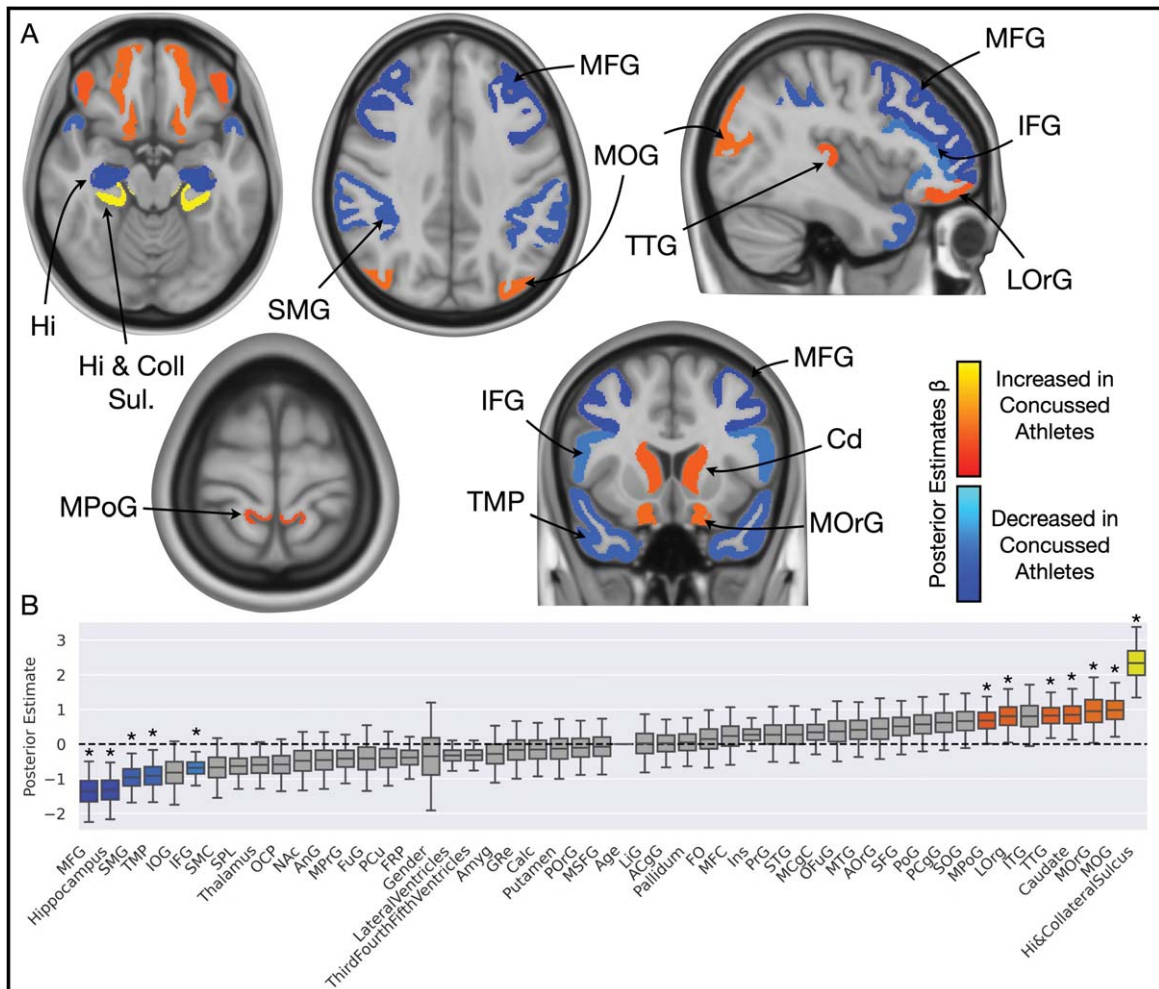 A
MFG
MFG
IFG
MOG
TTG
LOrG
SMG
Hi
Hi & Coll
Sul.
MFG
IFG
Cd
MPoG
TMP
MOrG
Posterior Estimates β
Increased in
Concussed
Athletes
Decreased in
Concussed
Athletes
B
Posterior Estimate
3
2
1
0
−1
−2
* * * * * * * * * * *
MFG
Hippocampus
SMG
TMP
IOG
IFG
SMC
SPL
Thalamus
OCP
NAc
AnG
MPrG
FuG
PCu
FRP
Gender
LateralVentricles
ThirdFourthFifthVentricles
Amyg
GRe
Calc
Putamen
POrG
MSFG
Age
LiG
ACgG
Pallidum
FO
MFC
Ins
PrG
STG
MCgC
OFuG
MTG
AOrG
SFG
PoG
PCgG
SOG
MPoG
LOrg
ITG
TTG
Caudate
MOrG
MOG
Hi&CollateralSulcus